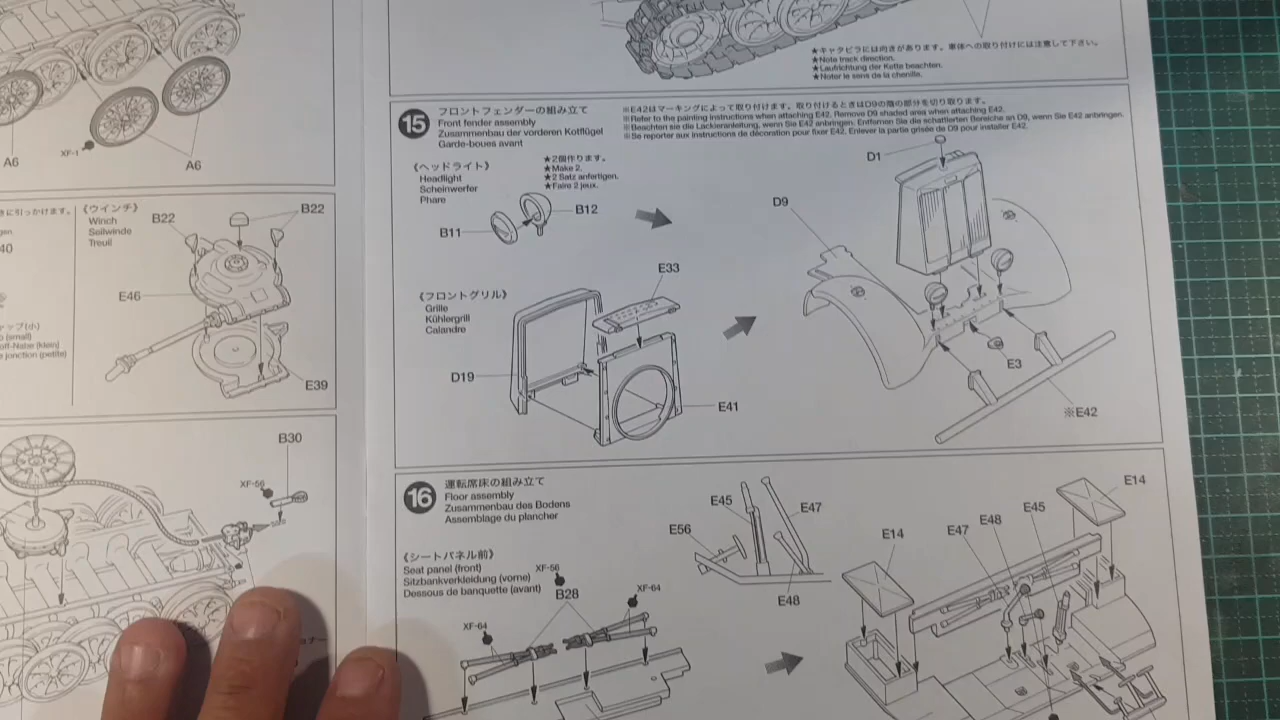 A6
XF-1
A6
きに引っかけます。
gen
40
《ウインチ》
Winch
Seilwinde
Treuil
B22
B22
E46
E39
B30
XF-56
★キャタピラには向きがあります。車体への取り付けには注意して下さい。
★Note track direction.
★Laufrichtung der Kette beachten.
★Noter le sens de la chenille.
15
フロントフェンダーの組み立て
Front fender assembly
Zusammenbau der vorderen Kotflügel
Garde-boues avant
※E42はマーキングによって取り付けます。取り付けるときはD9の陰の部分を切り取ります。
※Refer to the painting instructions when attaching E42. Remove D9 shaded area when attaching E42.
※Beachten sie die Lackieranleitung, wenn Sie E42 anbringen. Entfernen Sie die schattierten Bereiche an D9, wenn Sie E42 anbringen.
※Se reporter aux instructions de décoration pour fixer E42. Enlever la partie grisée de D9 pour installer E42.
《ヘッドライト》
Headlight
Scheinwerfer
Phare
★2個作ります。
★Make 2.
★2 Satz anfertigen.
★Faire 2 jeux.
B12
B11
D1
D9
E33
《フロントグリル》
Grille
Kühlergrill
Calandre
D19
E41
E3
※E42
16
運転席床の組み立て
Floor assembly
Zusammenbau des Bodens
Assemblage du plancher
《シートパネル前》
Seat panel (front)
Sitzbankverkleidung (vorne)
Dessous de banquette (avant)
XF-56
B28
XF-64
XF-64
E45
E47
E56
E48
E14
E47
E48
E45
E14